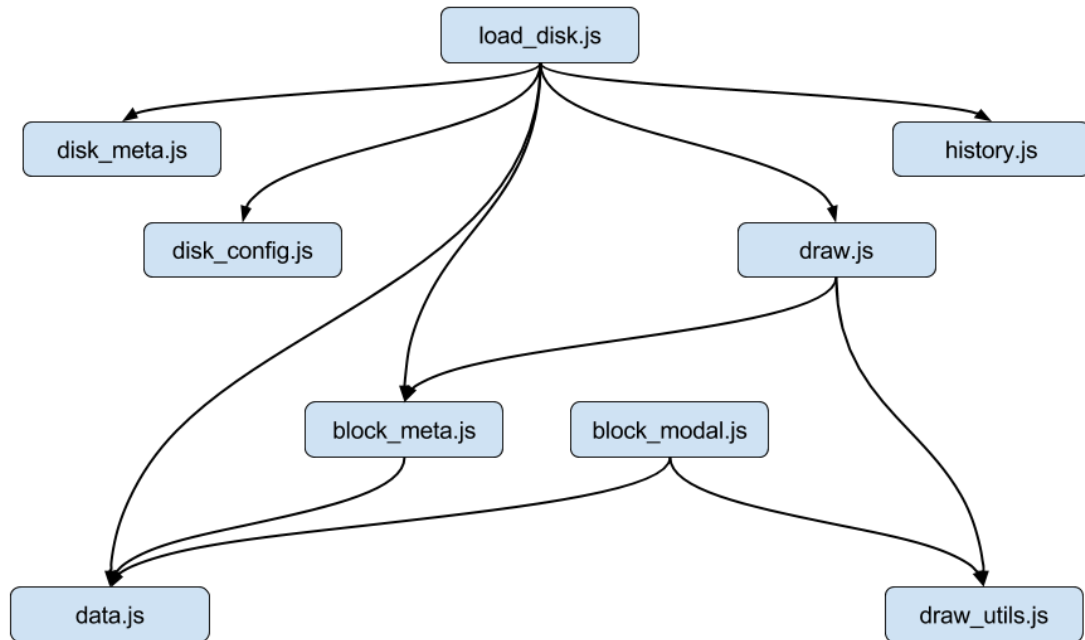 load_disk.js
disk_meta.js
history.js
disk_config.js
draw.js
block_meta.js
block_modal.js
data.js
draw_utils.js